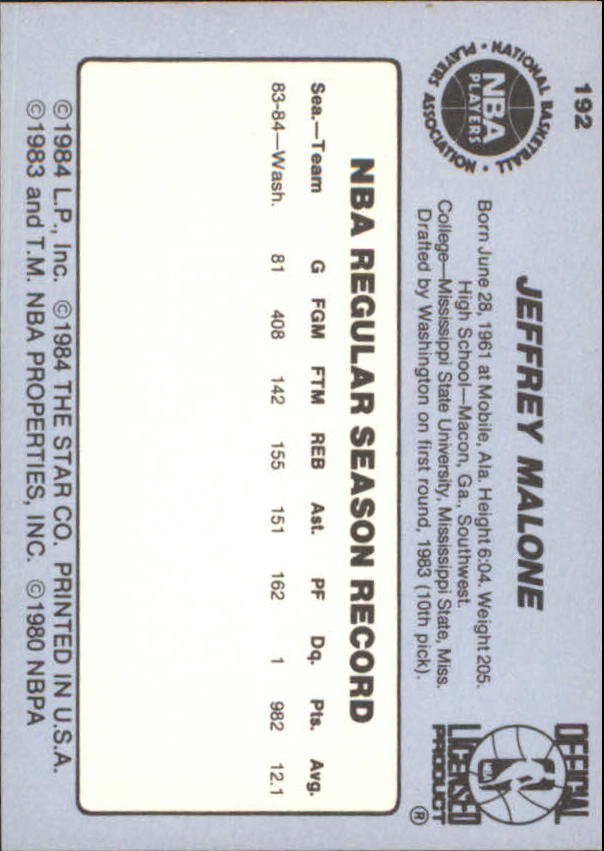 192
NATIONAL BASKETBALL PLAYERS ASSOCIATION
NBA
PLAYERS
JEFFREY MALONE
Born June 28, 1961 at Mobile, Ala. Height 6:04. Weight 205.
High School—Macon, Ga., Southwest.
College—Mississippi State University, Mississippi State, Miss.
Drafted by Washington on first round, 1983 (10th pick).
OFFICIAL
NBA
LICENSED
PRODUCT
®
NBA REGULAR SEASON RECORD
Sea.—Team G FGM FTM REB Ast. PF Dq. Pts. Avg.
83-84—Wash. 81 408 142 155 151 162 1 982 12.1
©1984 L.P., Inc. ©1984 THE STAR CO. PRINTED IN U.S.A.
©1983 and T.M. NBA PROPERTIES, INC. ©1980 NBPA